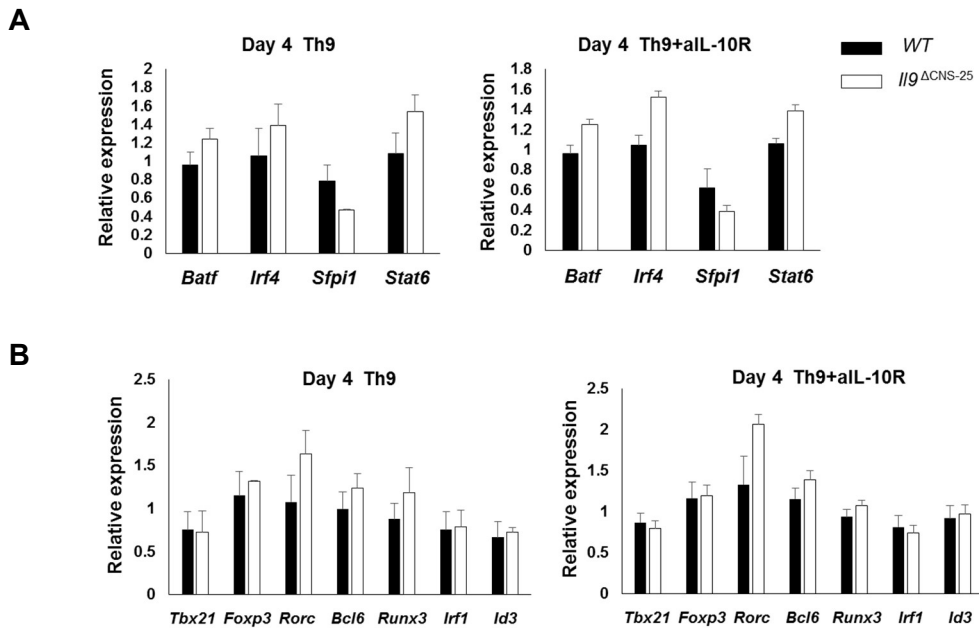 A
Day 4 Th9
Relative expression
2
1.8
1.6
1.4
1.2
1
0.8
0.6
0.4
0.2
0
Batf Irf4 Sfpi1 Stat6
Day 4 Th9+aIL-10R
Relative expression
1.8
1.6
1.4
1.2
1
0.8
0.6
0.4
0.2
0
Batf Irf4 Sfpi1 Stat6
WT
Il9 ΔCNS-25
B
Day 4 Th9
Relative expression
2.5
2
1.5
1
0.5
0
Tbx21 Foxp3 Rorc Bcl6 Runx3 Irf1 Id3
Day 4 Th9+aIL-10R
Relative expression
2.5
2
1.5
1
0.5
0
Tbx21 Foxp3 Rorc Bcl6 Runx3 Irf1 Id3